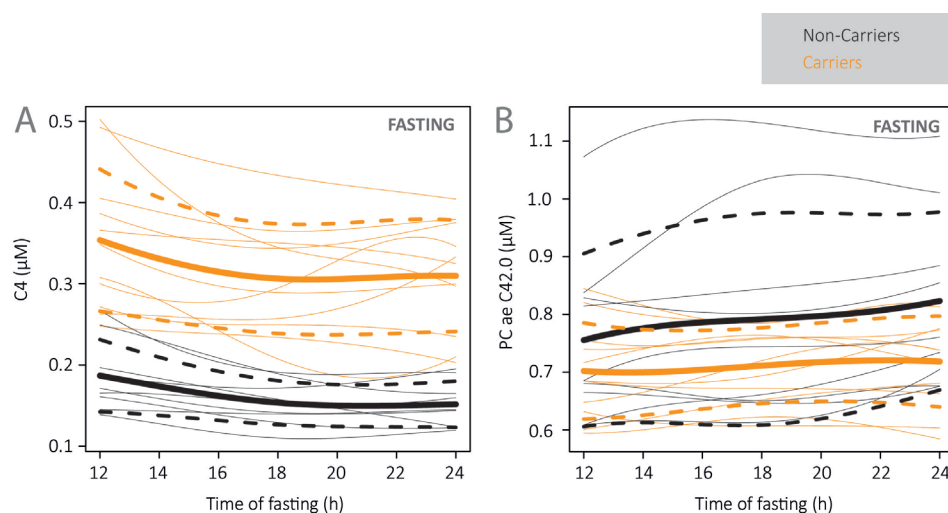 Non-Carriers
Carriers
A
FASTING
C4 (µM)
0.5
0.4
0.3
0.2
0.1
12 14 16 18 20 22 24
Time of fasting (h)
B
FASTING
PC ae C42.0 (µM)
1.1
1.0
0.9
0.8
0.7
0.6
12 14 16 18 20 22 24
Time of fasting (h)